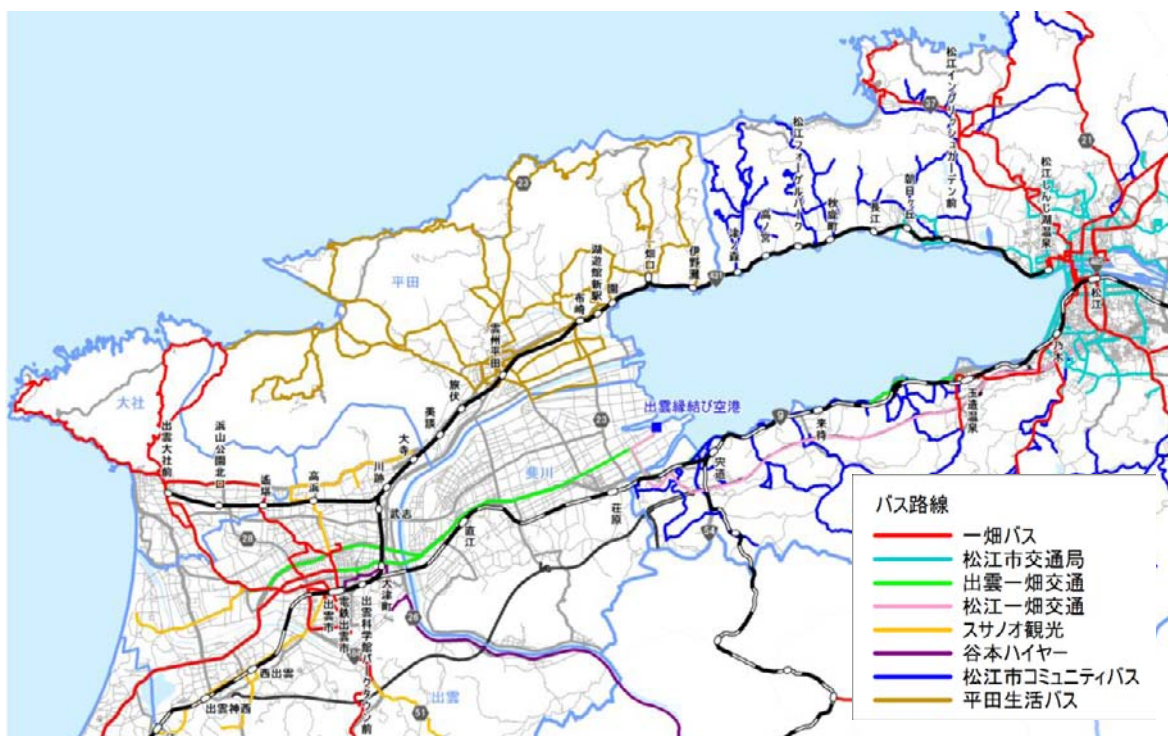 松江イングリッシュガーデン前
37
21
松江フォーゲルパーク
朝日ヶ丘
松江しんじ湖温泉
秋鹿町
長江
高ノ宮
津ノ森
23
伊野灘
431
畑口
湖遊館新駅
園
布崎
松江
乃木
平田
雲州平田
旅伏
美談
大寺
川跡
大社
出雲大社前
浜山公園北口
遙堪
高浜
武志
28
23
出雲縁結び空港
斐川
9
来待
玉造温泉
宍道
荘原
直江
54
大津町
出雲科学館パークタウン前
電鉄出雲市
出雲市
26
西出雲
出雲神西
出雲
51
バス路線
一畑バス
松江市交通局
出雲一畑交通
松江一畑交通
スサノオ観光
谷本ハイヤー
松江市コミュニティバス
平田生活バス